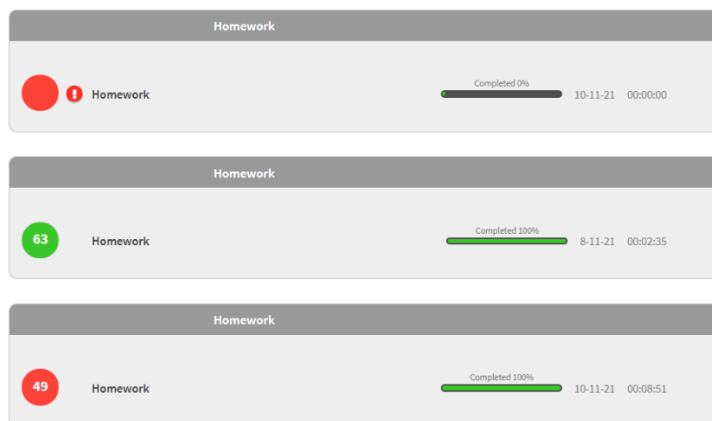 Homework
! Homework
Completed 0%
10-11-21 00:00:00
Homework
63 Homework
Completed 100%
8-11-21 00:02:35
Homework
49 Homework
Completed 100%
10-11-21 00:08:51